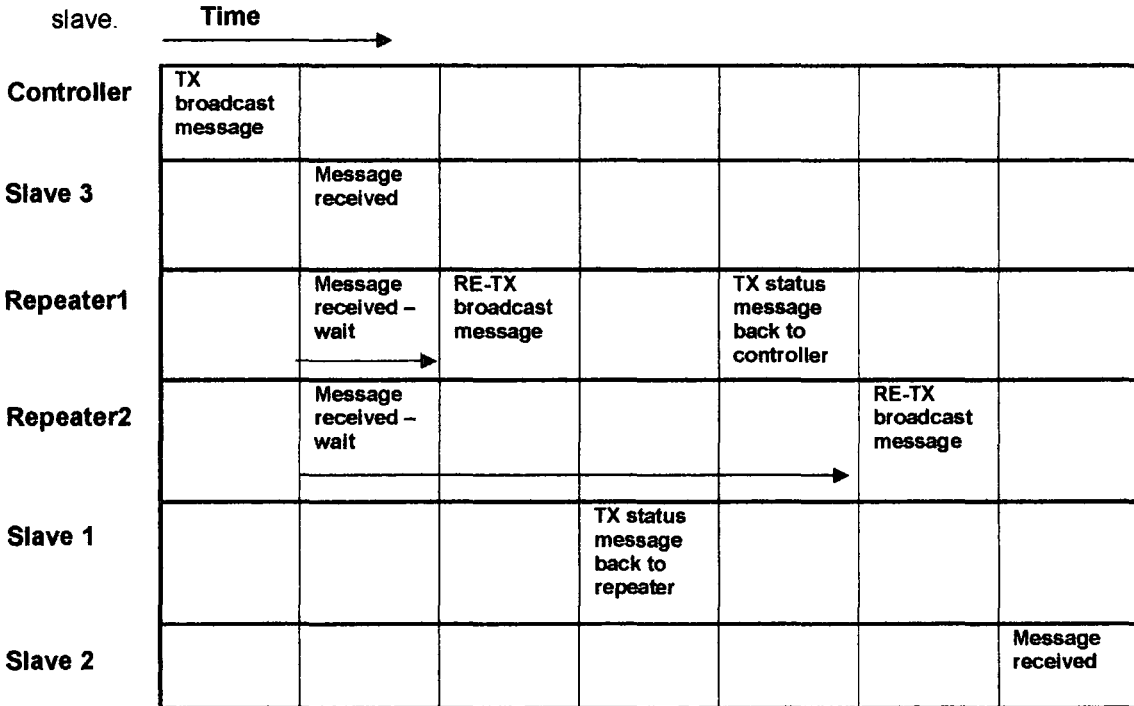 slave.
Time
Controller
TX
broadcast
message
Slave 3
Message
received
Repeater1
Message
received –
wait
RE-TX
broadcast
message
TX status
message
back to
controller
Repeater2
Message
received –
wait
RE-TX
broadcast
message
Slave 1
TX status
message
back to
repeater
Slave 2
Message
received